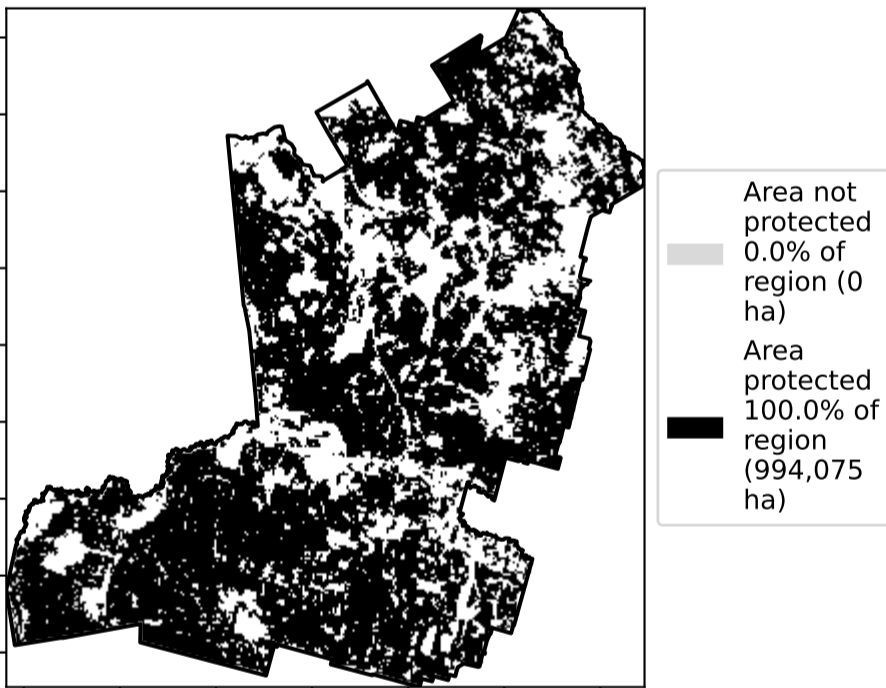 Area not
protected
0.0% of
region (0
ha)
Area
protected
100.0% of
region
(994,075
ha)